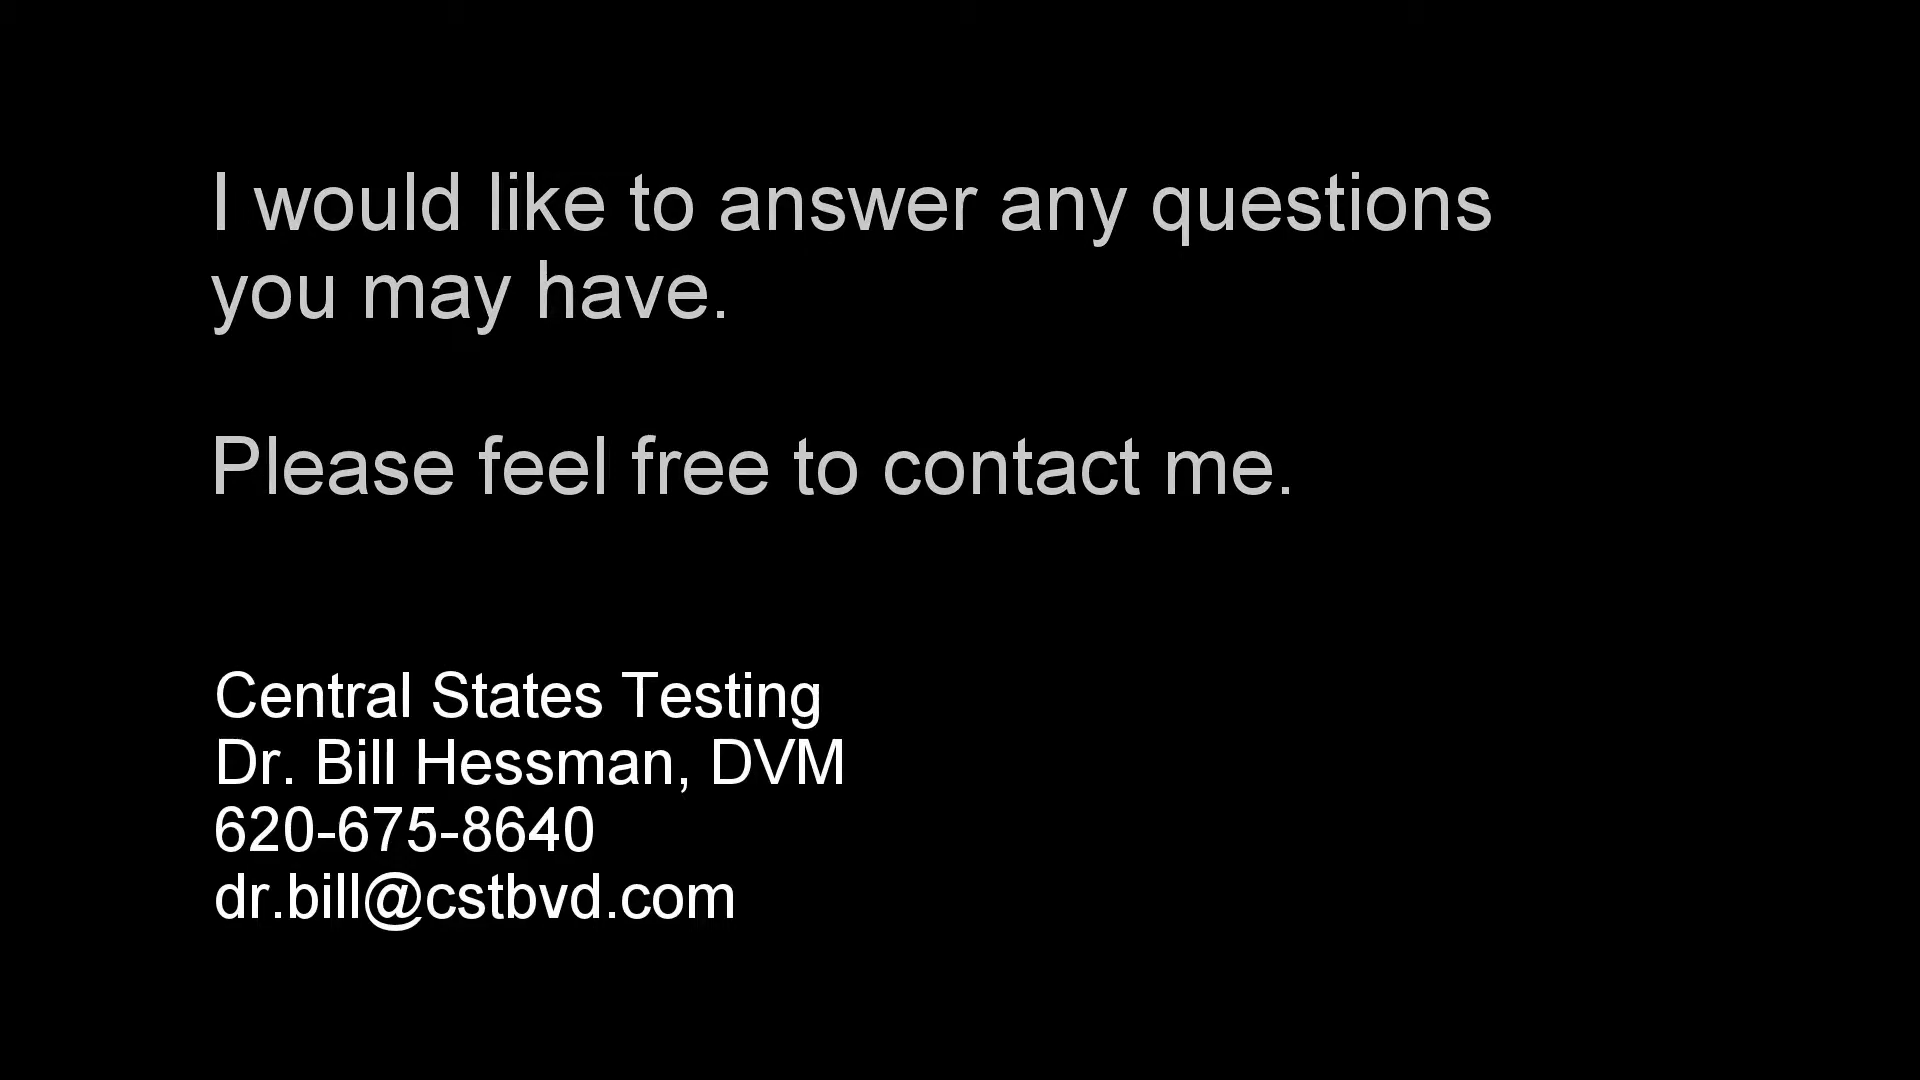 I would like to answer any questions
you may have.
Please feel free to contact me.
Central States Testing
Dr. Bill Hessman, DVM
620-675-8640
dr.bill@cstbvd.com